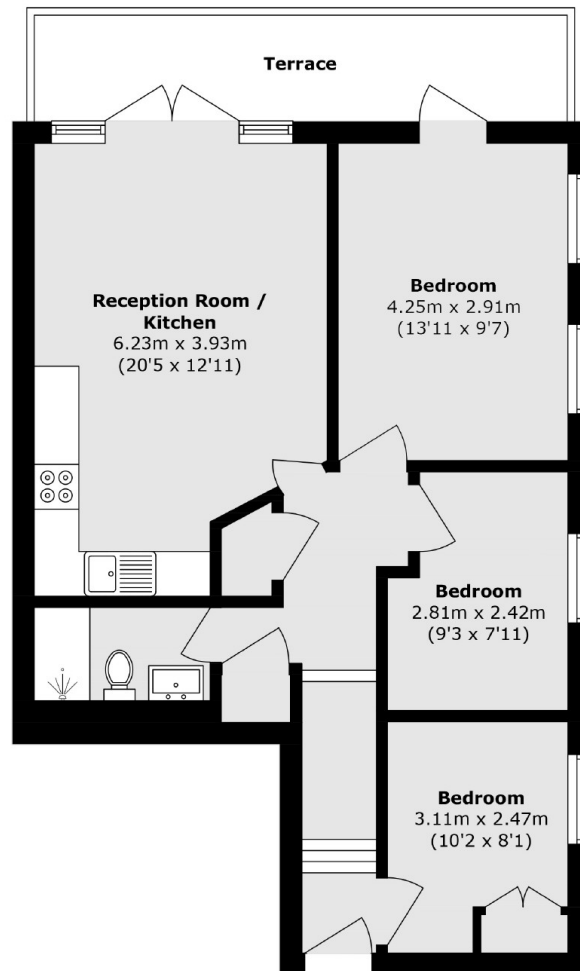 Terrace
Reception Room /
Kitchen
6.23m x 3.93m
(20'5 x 12'11)
Bedroom
4.25m x 2.91m
(13'11 x 9'7)
Bedroom
2.81m x 2.42m
(9'3 x 7'11)
Bedroom
3.11m x 2.47m
(10'2 x 8'1)